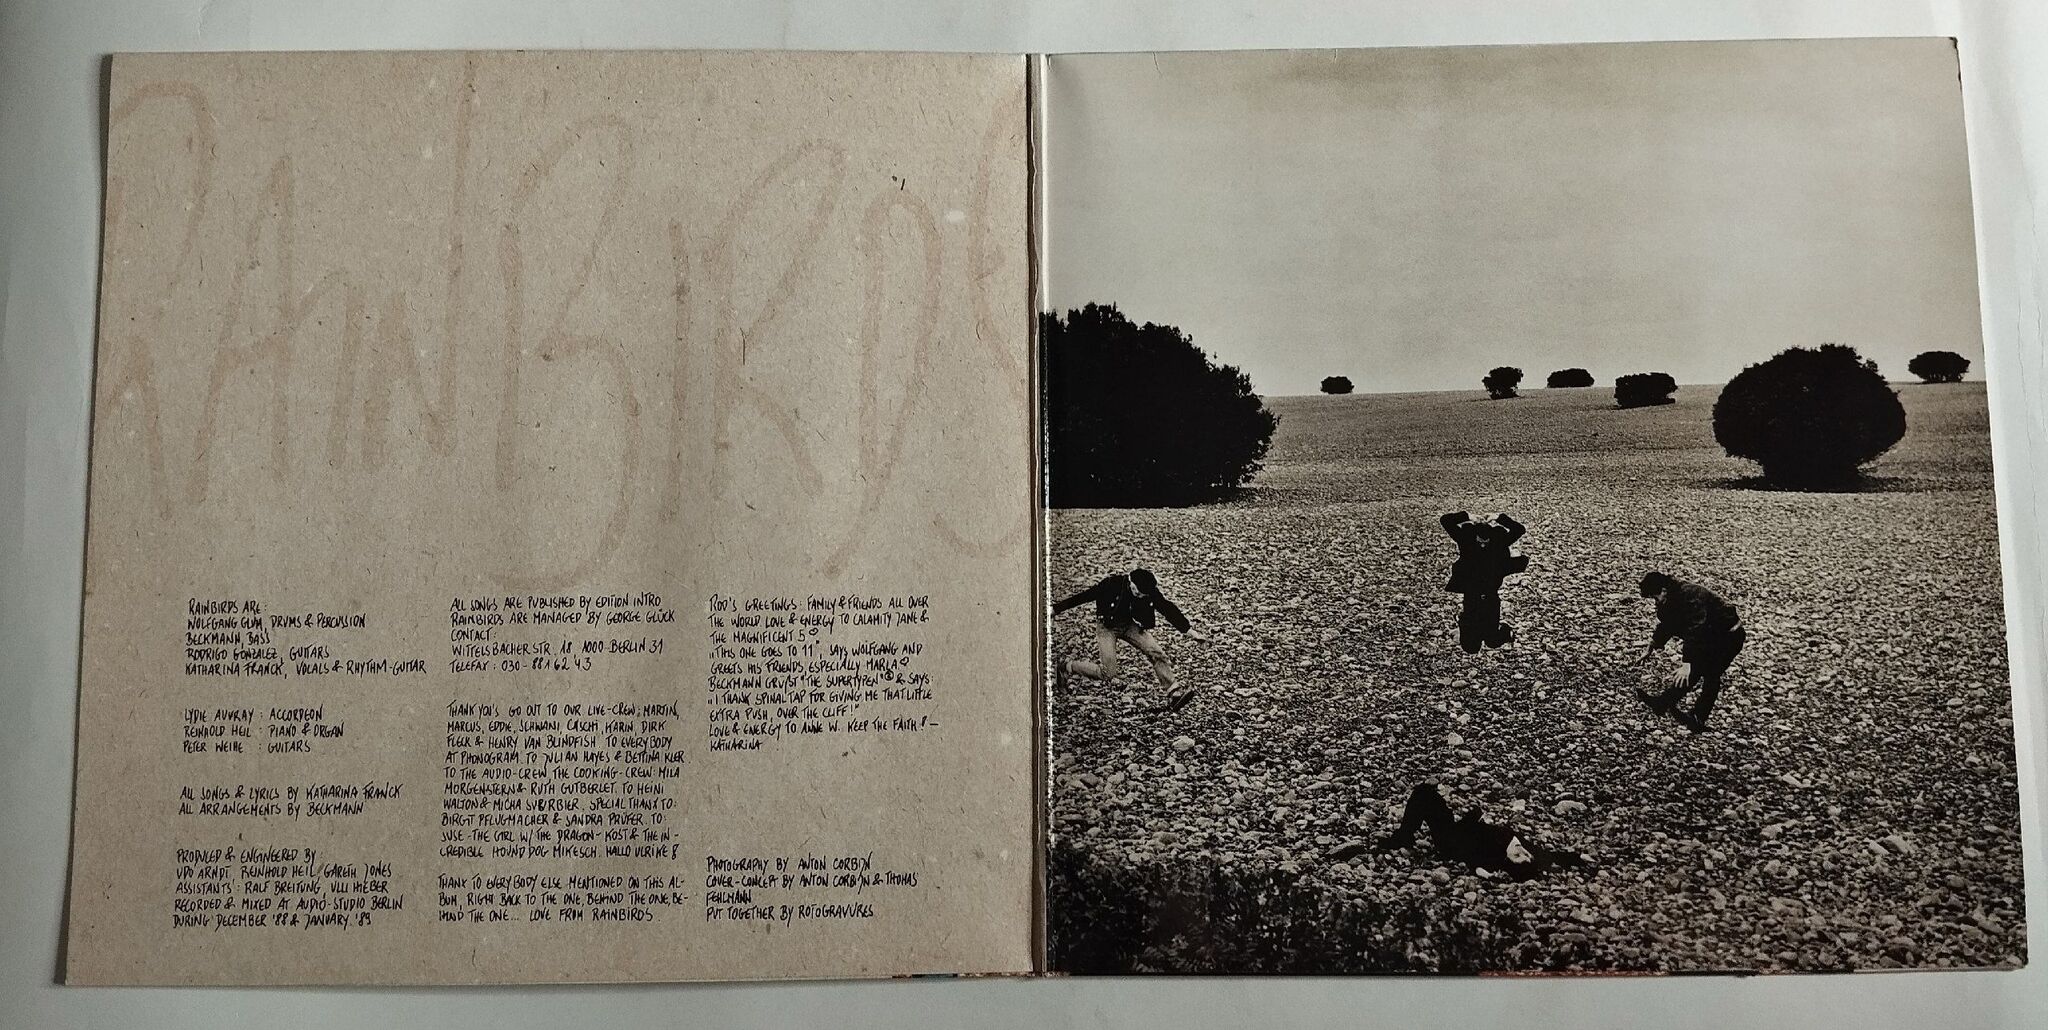 RAINBIRDS
RAINBIRDS ARE:
WOLFGANG GLUM, DRUMS & PERCUSSION
BECKMANN, BASS
RODRIGO GONZALEZ, GUITARS
KATHARINA FRANCK, VOCALS & RHYTHM-GUITAR
LYDIE AUVRAY : ACCORDEON
REINHOLD HEIL : PIANO & ORGAN
PETER WEIHE : GUITARS
ALL SONGS & LYRICS BY KATHARINA FRANCK
ALL ARRANGEMENTS BY BECKMANN
PRODUCED & ENGINEERED BY
UDO ARNDT, REINHOLD HEIL, GARETH JONES
ASSISTANTS: RALF BREITUNG, ULLI HIEBER
RECORDED & MIXED AT AUDIO-STUDIO BERLIN
DURING DECEMBER '88 & JANUARY '89
ALL SONGS ARE PUBLISHED BY EDITION INTRO
RAINBIRDS ARE MANAGED BY GEORGE GLÜCK
CONTACT:
WITTELSBACHER STR. 18, 1000 BERLIN 31
TELEFAX: 030-881 62 43
THANK YOU'S GO OUT TO OUR LIVE-CREW: MARTIN,
MARCUS, EDDIE, SCHWANI, CASCHI, KARIN, DIRK
FLECK & HENRY VAN BLINDFISH. TO EVERYBODY
AT PHONOGRAM. TO JULIAN HAYES & BETTINA KLER.
TO THE AUDIO-CREW, THE COOKING-CREW: MILA
MORGENSTERN & RUTH GUTBERLET. TO HEINI
WALTON & MICHA SURBIER. SPECIAL THANX TO:
BIRGIT PFLUGMACHER & SANDRA PRÜFER. TO:
SUSE-THE GIRL W/ THE DRAGON-KOST & THE IN-
CREDIBLE HOUND DOG MIKESCH. HALLO ULRIKE!
THANX TO EVERYBODY ELSE MENTIONED ON THIS AL-
BUM, RIGHT BACK TO THE ONE, BEHIND THE ONE, BE-
HIND THE ONE... LOVE FROM RAINBIRDS.
ROD'S GREETINGS: FAMILY & FRIENDS ALL OVER
THE WORLD LOVE & ENERGY TO CALAMITY JANE &
THE MAGNIFICENT 5!
„THIS ONE GOES TO 11", SAYS WOLFGANG AND
GREETS HIS FRIENDS, ESPECIALLY MARLA!
BECKMANN GRÜßT "THE SUPERTYPEN"® & SAYS:
„I THANK SPINAL TAP FOR GIVING ME THAT LITTLE
EXTRA PUSH, OVER THE CLIFF!"
LOVE & ENERGY TO ANNE W. KEEP THE FAITH! —
KATHARINA
PHOTOGRAPHY BY ANTON CORBIJN
COVER-CONCEPT BY ANTON CORBIJN & THOMAS
FEHLMANN
PUT TOGETHER BY ROTOGRAVURES